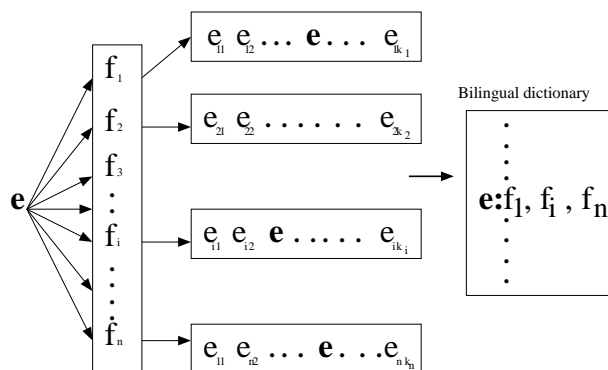 e₁₁ e₁₂ ... e ... e₁ₖ₁
f₁
e₂₁ e₂₂ ...... e₂ₖ₂
f₂
Bilingual dictionary
f₃
e
e:f₁, fᵢ , fₙ
fᵢ
eᵢ₁ eᵢ₂ e ..... eᵢₖᵢ
fₙ
e₁₁ eₙ₂ ... e ...eₙₖₙ